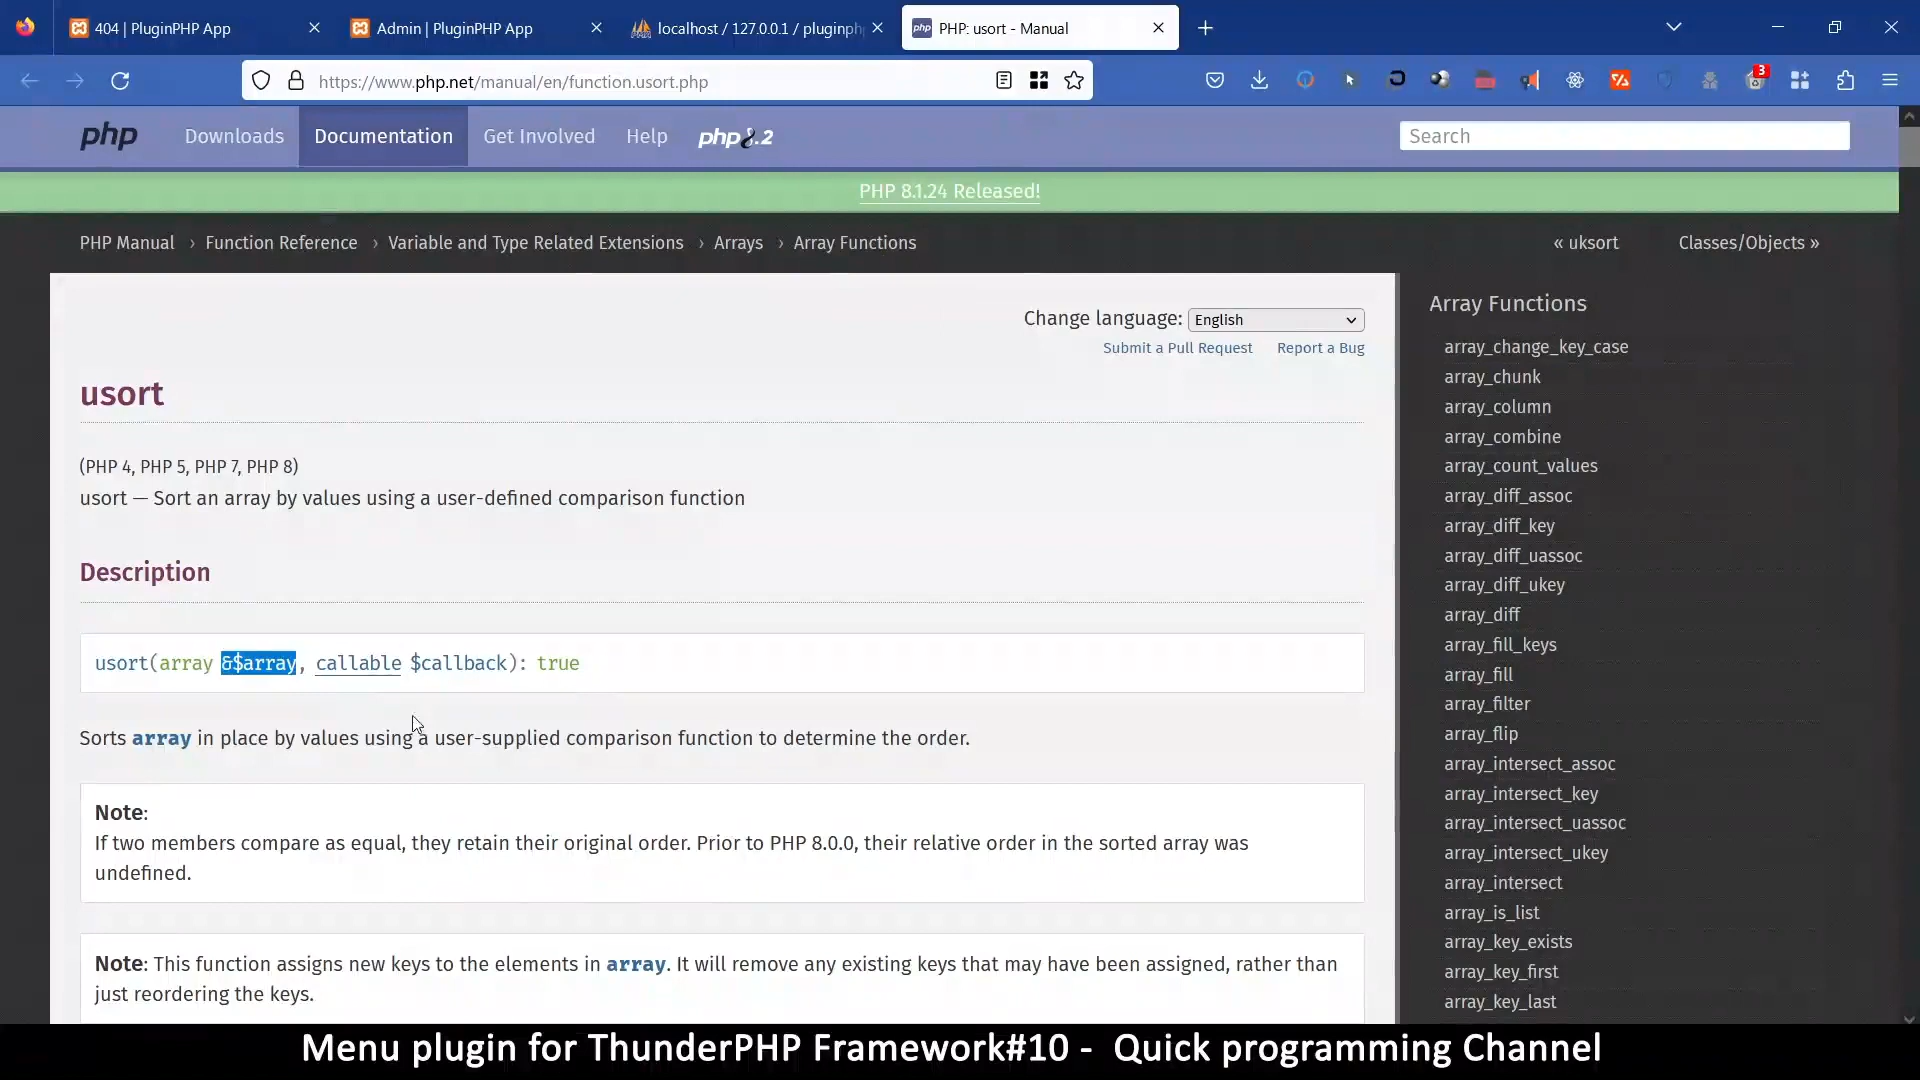 404 | PluginPHP App
Admin | PluginPHP App
localhost / 127.0.0.1 / pluginph
PHP: usort - Manual
https://www.php.net/manual/en/function.usort.php
3
php
Downloads
Documentation
Get Involved
Help
php8.2
Search
PHP 8.1.24 Released!
PHP Manual › Function Reference › Variable and Type Related Extensions › Arrays › Array Functions
« uksort
Classes/Objects »
Change language: English
Submit a Pull Request
Report a Bug
usort
(PHP 4, PHP 5, PHP 7, PHP 8)
usort — Sort an array by values using a user-defined comparison function
Description
usort(array &$array, callable $callback): true
Sorts array in place by values using a user-supplied comparison function to determine the order.
Note:
If two members compare as equal, they retain their original order. Prior to PHP 8.0.0, their relative order in the sorted array was
undefined.
Note: This function assigns new keys to the elements in array. It will remove any existing keys that may have been assigned, rather than
just reordering the keys.
Array Functions
array_change_key_case
array_chunk
array_column
array_combine
array_count_values
array_diff_assoc
array_diff_key
array_diff_uassoc
array_diff_ukey
array_diff
array_fill_keys
array_fill
array_filter
array_flip
array_intersect_assoc
array_intersect_key
array_intersect_uassoc
array_intersect_ukey
array_intersect
array_is_list
array_key_exists
array_key_first
array_key_last
Menu plugin for ThunderPHP Framework#10 - Quick programming Channel